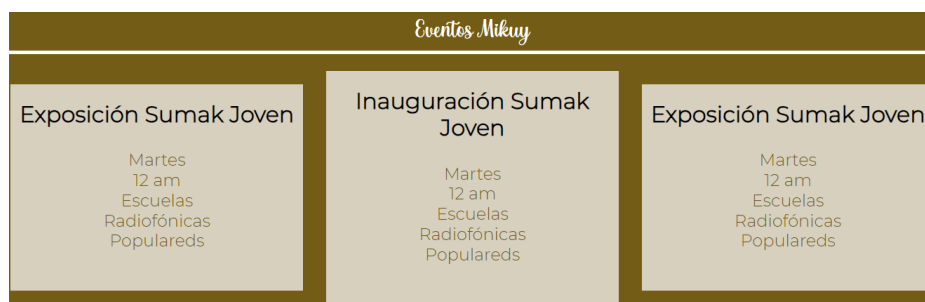 Eventos Mikuy
Exposición Sumak Joven
Martes
12 am
Escuelas
Radiofónicas
Populareds
Inauguración Sumak
Joven
Martes
12 am
Escuelas
Radiofónicas
Populareds
Exposición Sumak Joven
Martes
12 am
Escuelas
Radiofónicas
Populareds